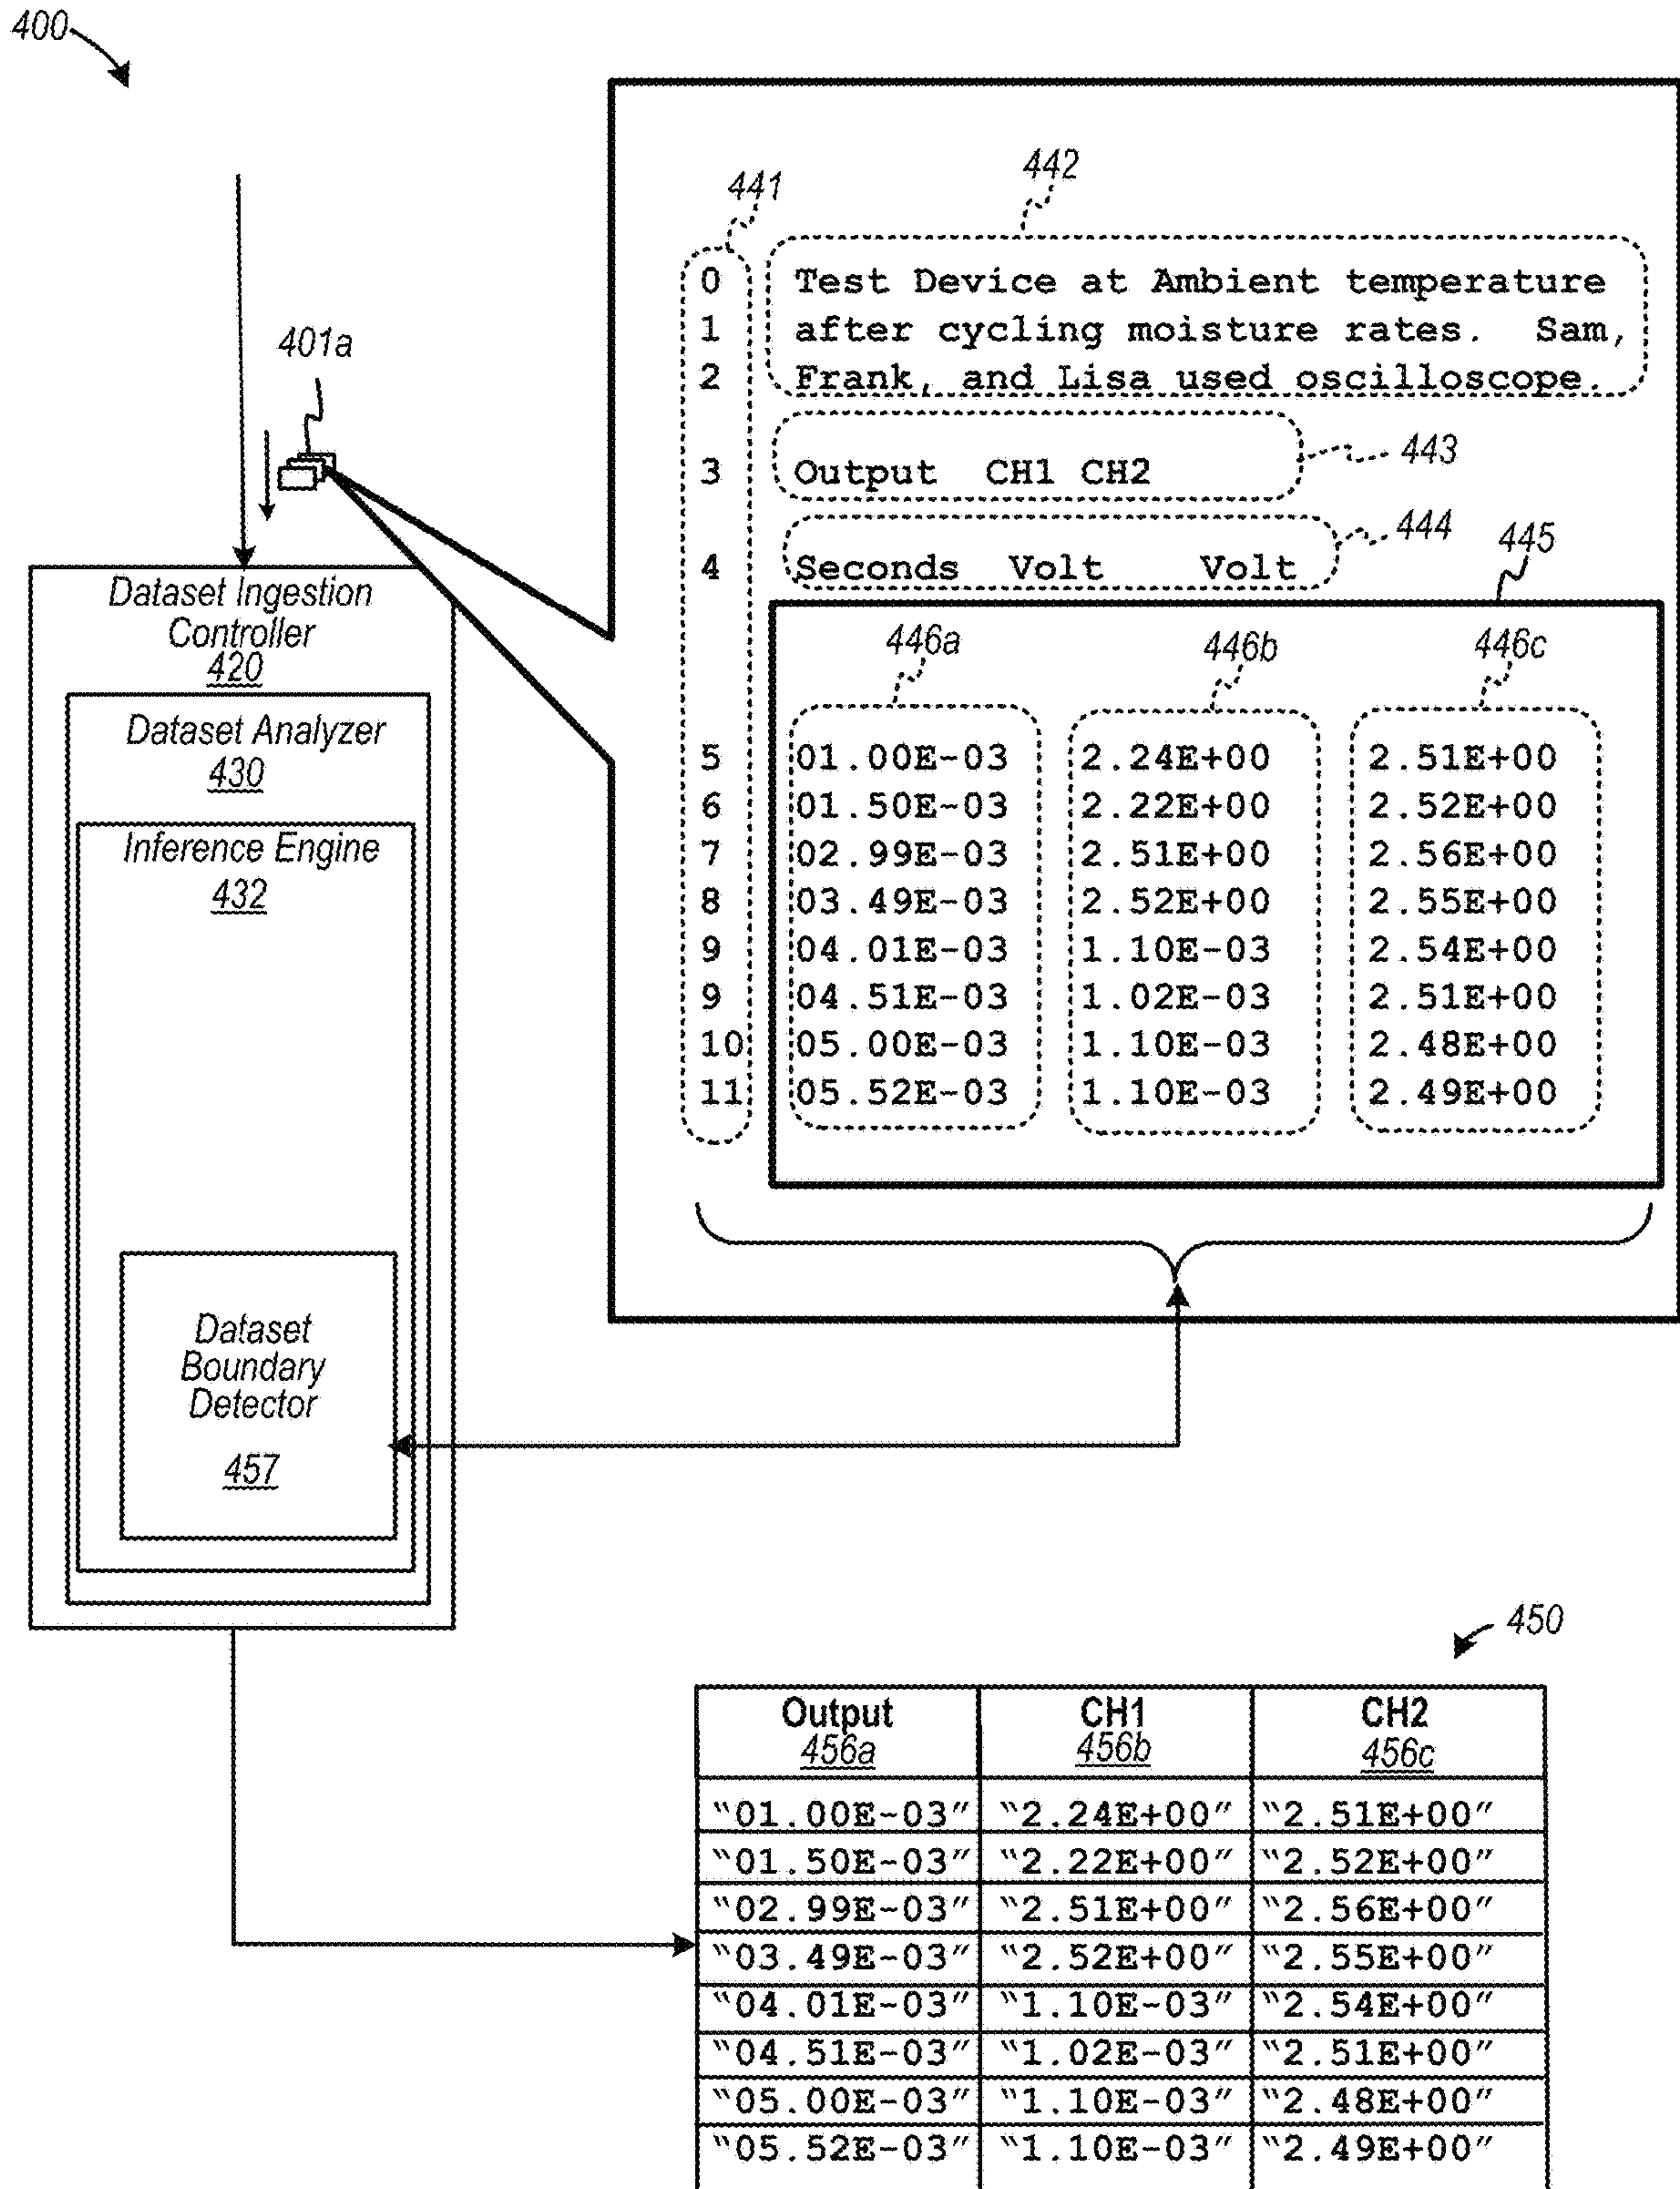 400
441
442
0 Test Device at Ambient temperature
1 after cycling moisture rates. Sam,
2 Frank, and Lisa used oscilloscope.
401a
3 Output CH1 CH2
443
444
4 Seconds Volt Volt
445
446a 446b 446c
5 01.00E-03 2.24E+00 2.51E+00
6 01.50E-03 2.22E+00 2.52E+00
7 02.99E-03 2.51E+00 2.56E+00
8 03.49E-03 2.52E+00 2.55E+00
9 04.01E-03 1.10E-03 2.54E+00
9 04.51E-03 1.02E-03 2.51E+00
10 05.00E-03 1.10E-03 2.48E+00
11 05.52E-03 1.10E-03 2.49E+00
Dataset Ingestion
Controller
420
Dataset Analyzer
430
Inference Engine
432
Dataset
Boundary
Detector
457
450
Output CH1 CH2
456a 456b 456c
"01.00E-03" "2.24E+00" "2.51E+00"
"01.50E-03" "2.22E+00" "2.52E+00"
"02.99E-03" "2.51E+00" "2.56E+00"
"03.49E-03" "2.52E+00" "2.55E+00"
"04.01E-03" "1.10E-03" "2.54E+00"
"04.51E-03" "1.02E-03" "2.51E+00"
"05.00E-03" "1.10E-03" "2.48E+00"
"05.52E-03" "1.10E-03" "2.49E+00"